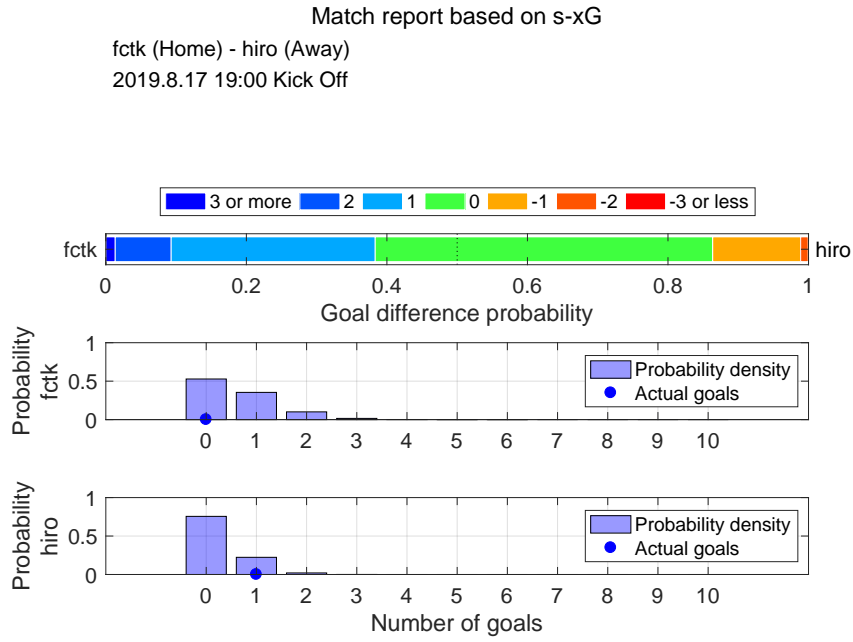 Match report based on s-xG
fctk (Home) - hiro (Away)
2019.8.17 19:00 Kick Off
3 or more 2 1 0 -1 -2 -3 or less
fctk hiro
0 0.2 0.4 0.6 0.8 1
Goal difference probability
Probability
fctk
1
0.5
0
Probability density
Actual goals
0 1 2 3 4 5 6 7 8 9 10
Probability
hiro
1
0.5
0
Probability density
Actual goals
0 1 2 3 4 5 6 7 8 9 10
Number of goals